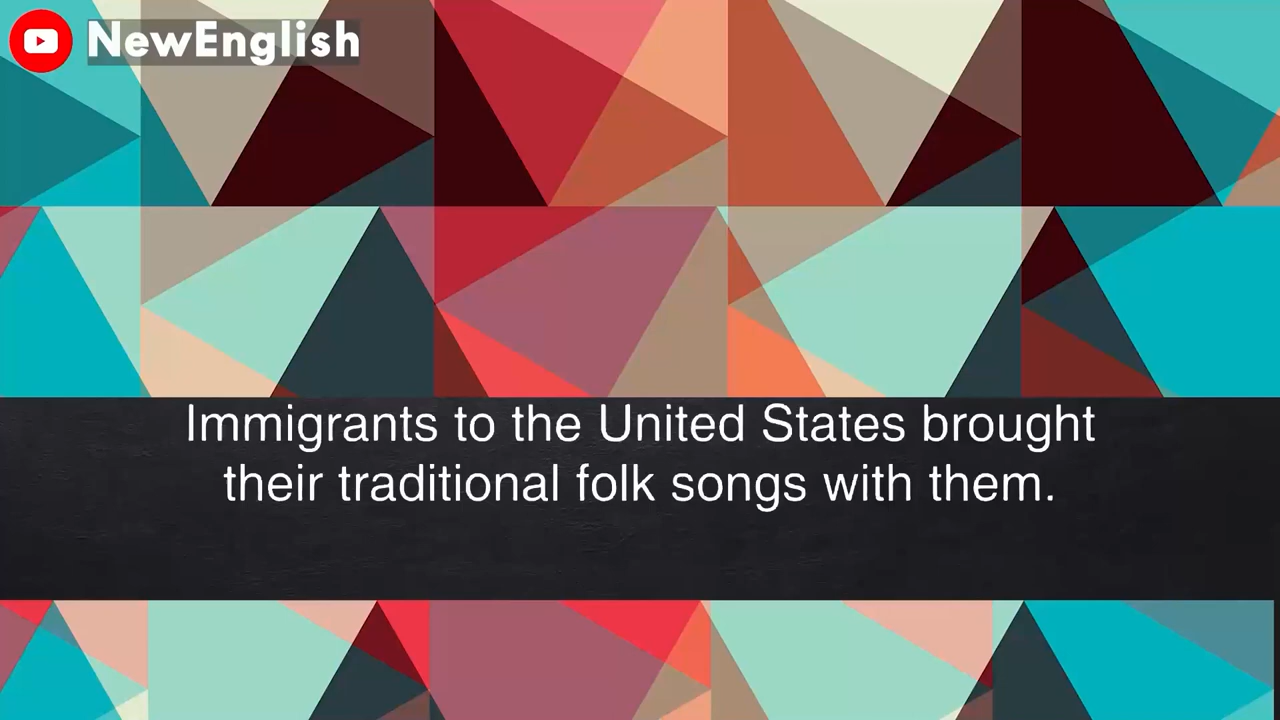 NewEnglish
Immigrants to the United States brought
their traditional folk songs with them.